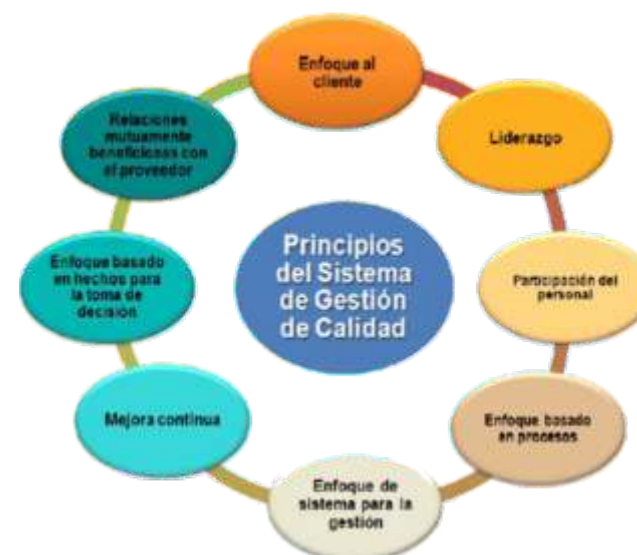 Enfoque al
cliente
Liderazgo
Participación del
personal
Enfoque basado
en procesos
Enfoque de
sistema para la
gestión
Mejora continua
Enfoque basado
en hechos para
la toma de
decisión
Relaciones
mutuamente
beneficiosas con
el proveedor
Principios
del Sistema
de Gestión
de Calidad